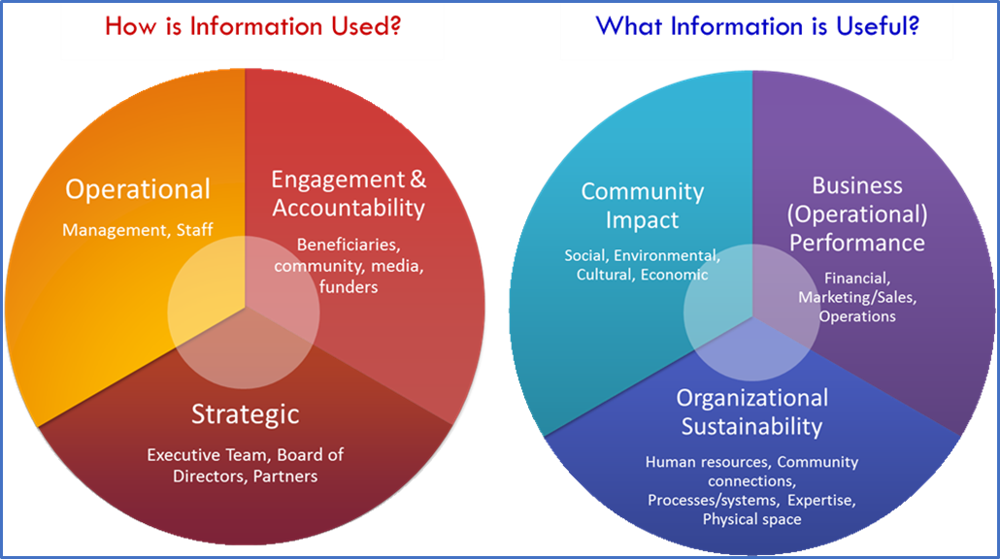 How is Information Used?
Operational
Management, Staff
Engagement &
Accountability
Beneficiaries,
community, media,
funders
Strategic
Executive Team, Board of
Directors, Partners
What Information is Useful?
Community
Impact
Social, Environmental,
Cultural, Economic
Business
(Operational)
Performance
Financial,
Marketing/Sales,
Operations
Organizational
Sustainability
Human resources, Community
connections,
Processes/systems, Expertise,
Physical space